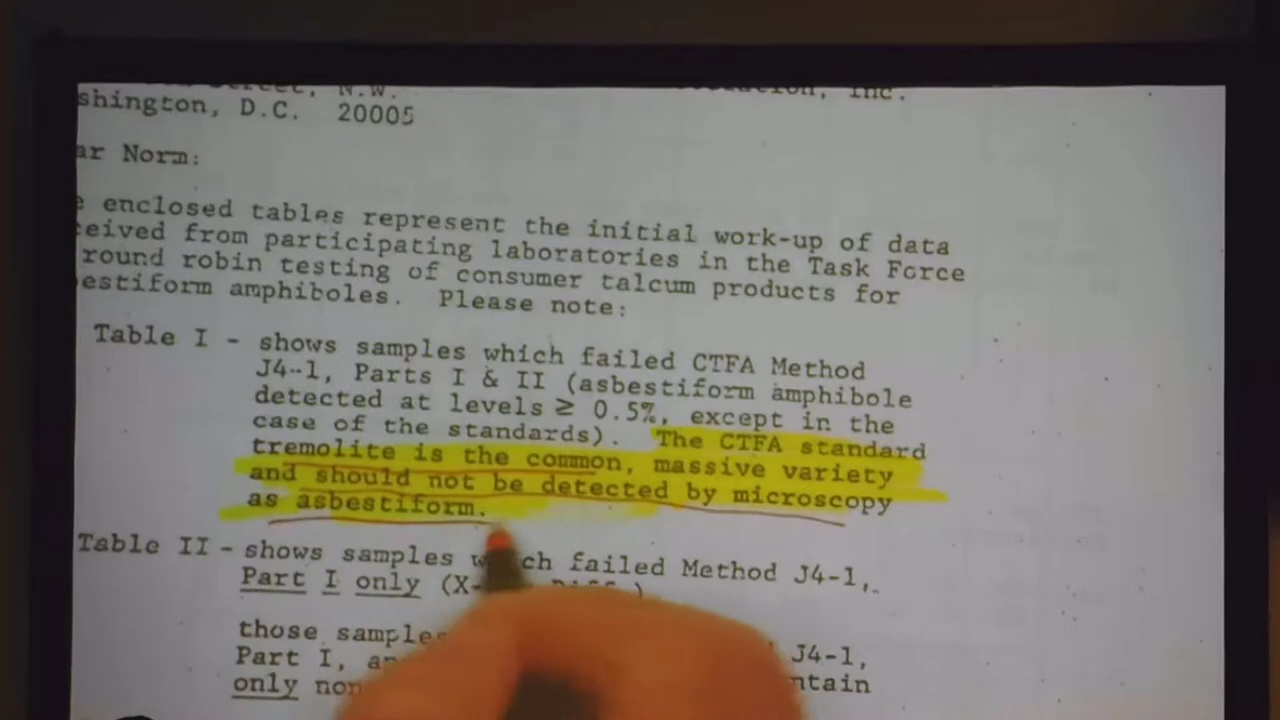 N.W. Inc.
shington, D.C. 20005
ar Norm:
enclosed tables represent the initial work-up of data
eived from participating laboratories in the Task Force
round robin testing of consumer talcum products for
estiform amphiboles. Please note:
Table I - shows samples which failed CTFA Method
J4-1, Parts I & II (asbestiform amphibole
detected at levels ≥ 0.5%, except in the
case of the standards). The CTFA standard
tremolite is the common, massive variety
and should not be detected by microscopy
as asbestiform.
Table II - shows samples which failed Method J4-1,
Part I only (X-
those samples J4-1,
Part I,
only